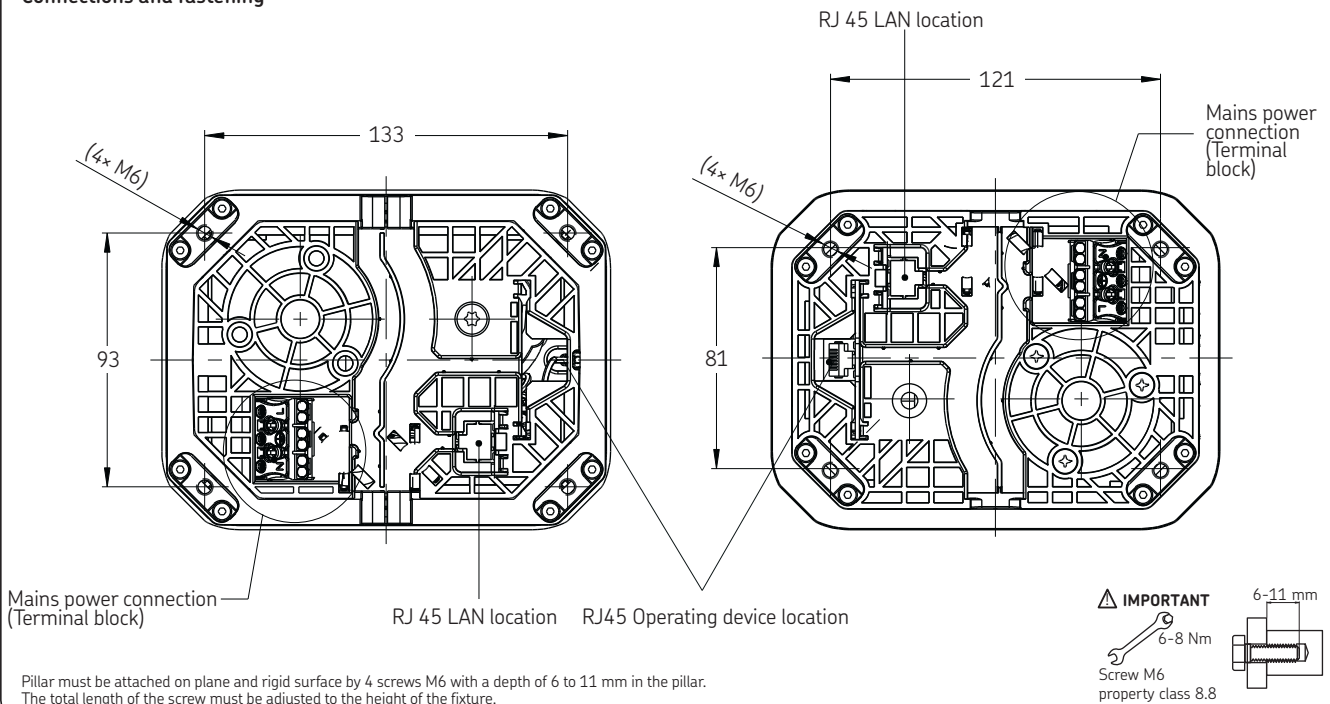 Connections and fastening
RJ 45 LAN location
121
Mains power
connection
(Terminal
block)
133
(4× M6)
(4× M6)
93
81
L
N
N
L
Mains power connection
(Terminal block)
RJ 45 LAN location
RJ45 Operating device location
IMPORTANT
6-8 Nm
6-11 mm
Screw M6
property class 8.8
Pillar must be attached on plane and rigid surface by 4 screws M6 with a depth of 6 to 11 mm in the pillar.
The total length of the screw must be adjusted to the height of the fixture.